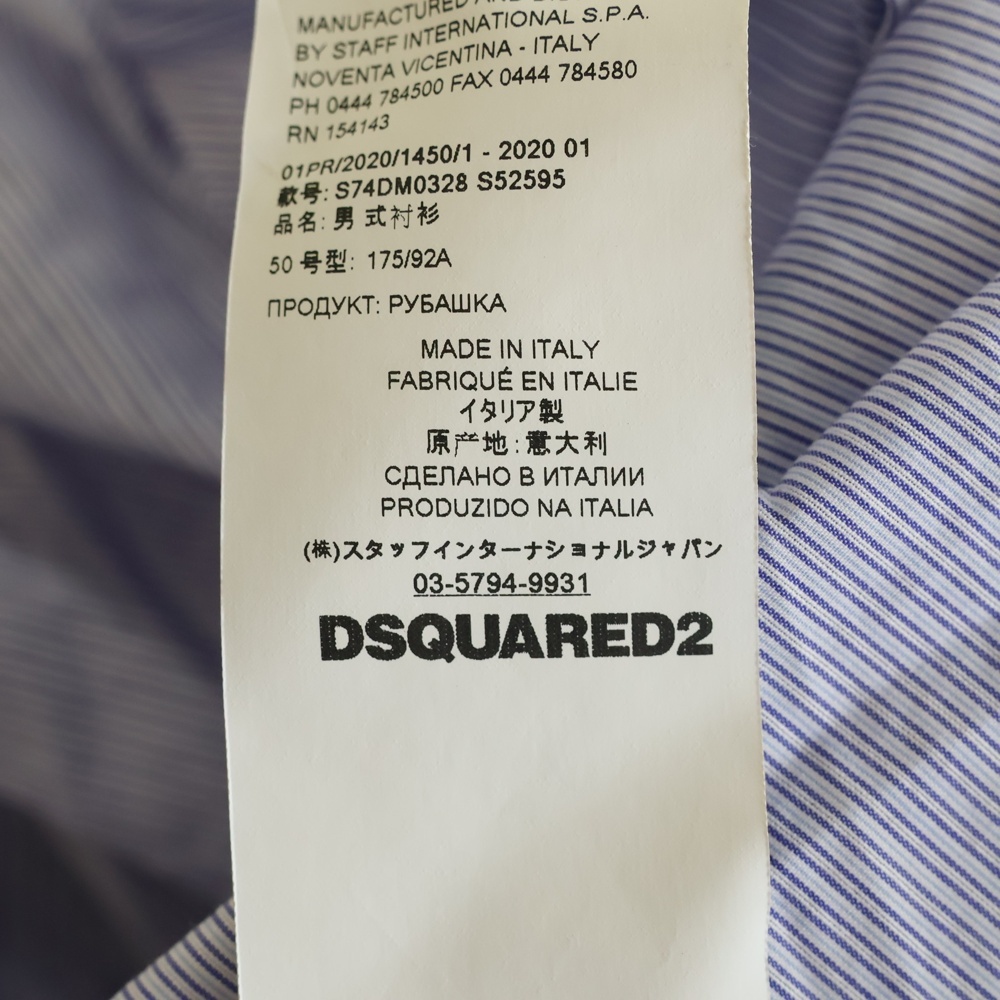 MANUFACTURED AND
BY STAFF INTERNATIONAL S.P.A.
NOVENTA VICENTINA - ITALY
PH 0444 784500 FAX 0444 784580
RN 154143
01PR/2020/1450/1 - 2020 01
款号: S74DM0328 S52595
品名: 男式衬衫
50 号型: 175/92A
ПРОДУКТ: РУБАШКА
MADE IN ITALY
FABRIQUÉ EN ITALIE
イタリア製
原产地: 意大利
СДЕЛАНО В ИТАЛИИ
PRODUZIDO NA ITALIA
(株)スタッフインターナショナルジャパン
03-5794-9931
DSQUARED2